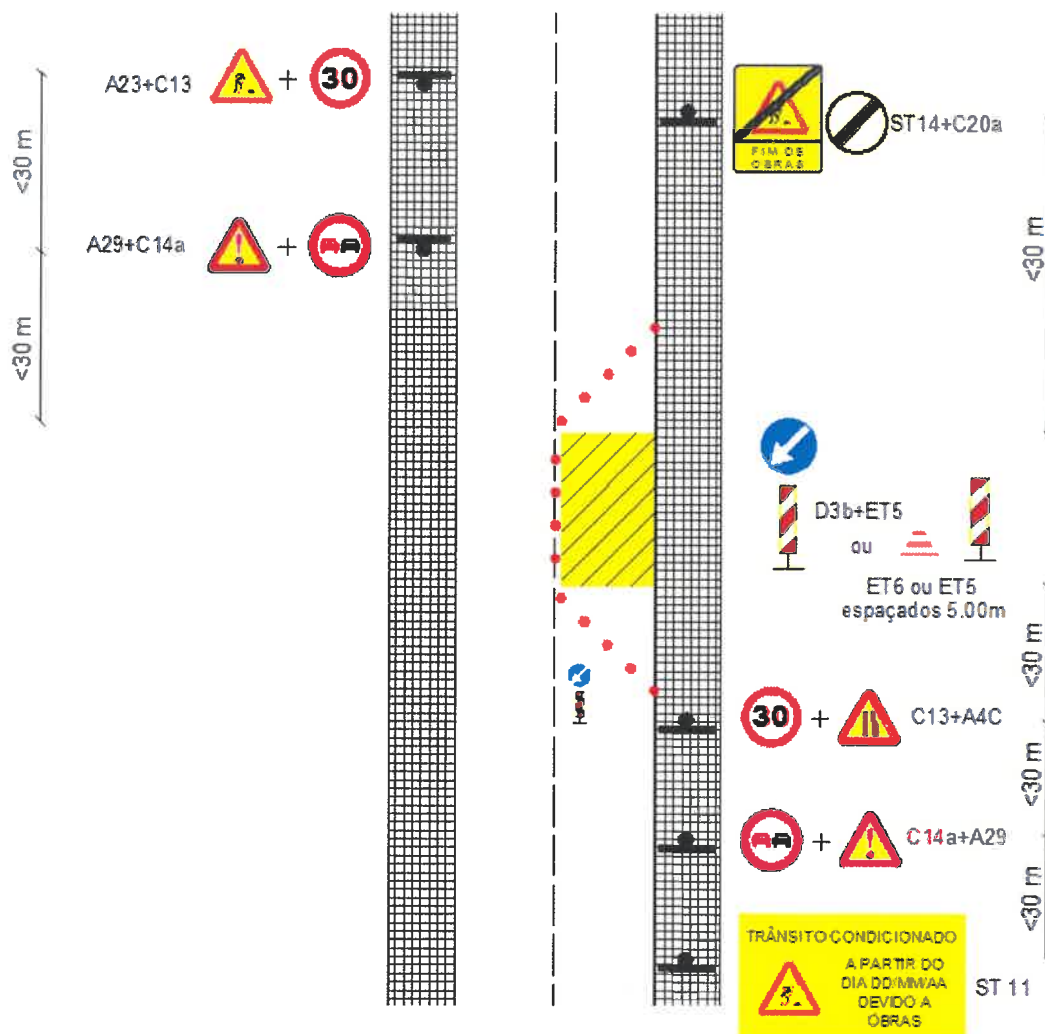 A23+C13
30
ST14+C20a
FIM DE
OBRAS
<30 m
<30 m
A29+C14a
<30 m
D3b+ET5
ou
ET6 ou ET5
espaçados 5.00m
<30 m
30
C13+A4C
<30 m
C14a+A29
<30 m
TRÂNSITO CONDICIONADO
A PARTIR DO
DIA DD/MM/AA
DEVIDO A
OBRAS
ST 11